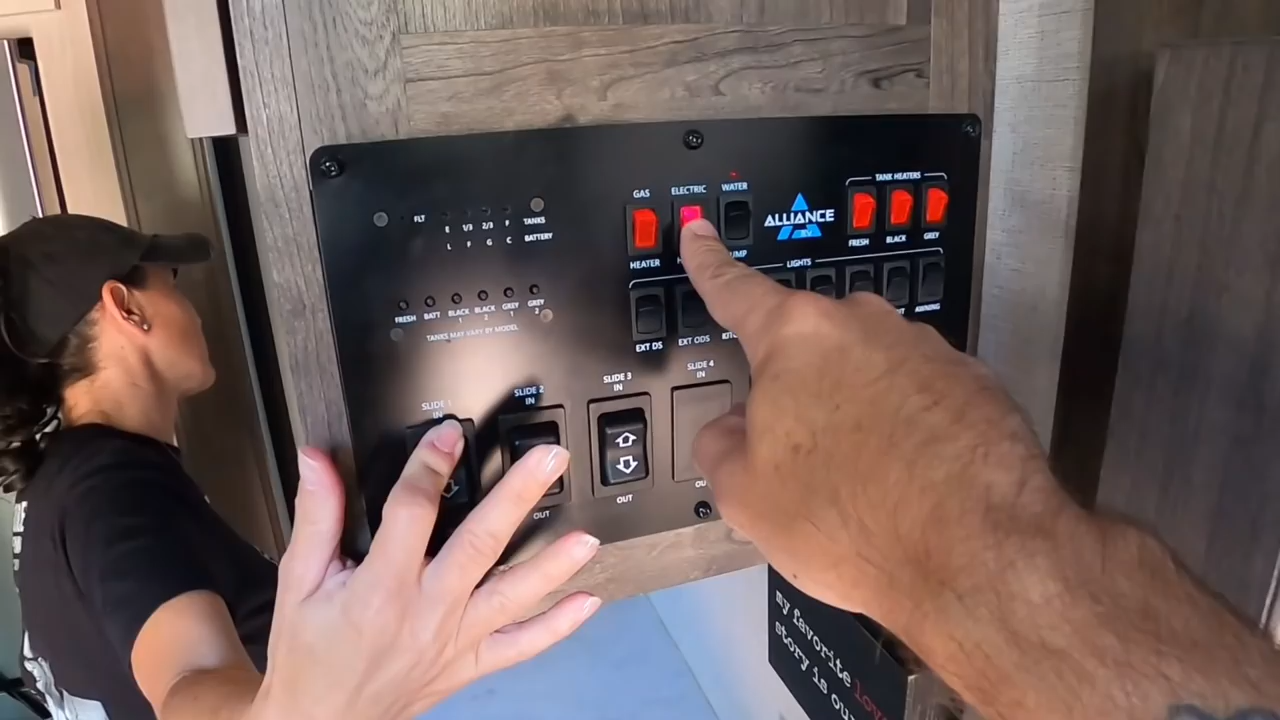 GAS ELECTRIC WATER
HEATER
ALLIANCE
RV
TANK HEATERS
FRESH BLACK GREY
FLT E 1/3 2/3 F TANKS
L F G C BATTERY
LIGHTS
EXT DS EXT ODS
AWNING
FRESH BATT BLACK 1 BLACK 2 GREY 1 GREY 2
TANKS MAY VARY BY MODEL
SLIDE 1 IN
SLIDE 2 IN
OUT
SLIDE 3 IN
OUT
SLIDE 4 IN
my favorite
story is our